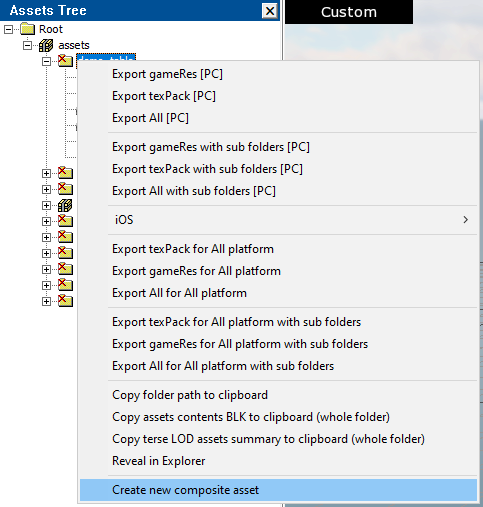 Assets Tree
Custom
Root
assets
Export gameRes [PC]
Export texPack [PC]
Export All [PC]
Export gameRes with sub folders [PC]
Export texPack with sub folders [PC]
Export All with sub folders [PC]
iOS
Export texPack for All platform
Export gameRes for All platform
Export All for All platform
Export texPack for All platform with sub folders
Export gameRes for All platform with sub folders
Export All for All platform with sub folders
Copy folder path to clipboard
Copy assets contents BLK to clipboard (whole folder)
Copy terse LOD assets summary to clipboard (whole folder)
Reveal in Explorer
Create new composite asset